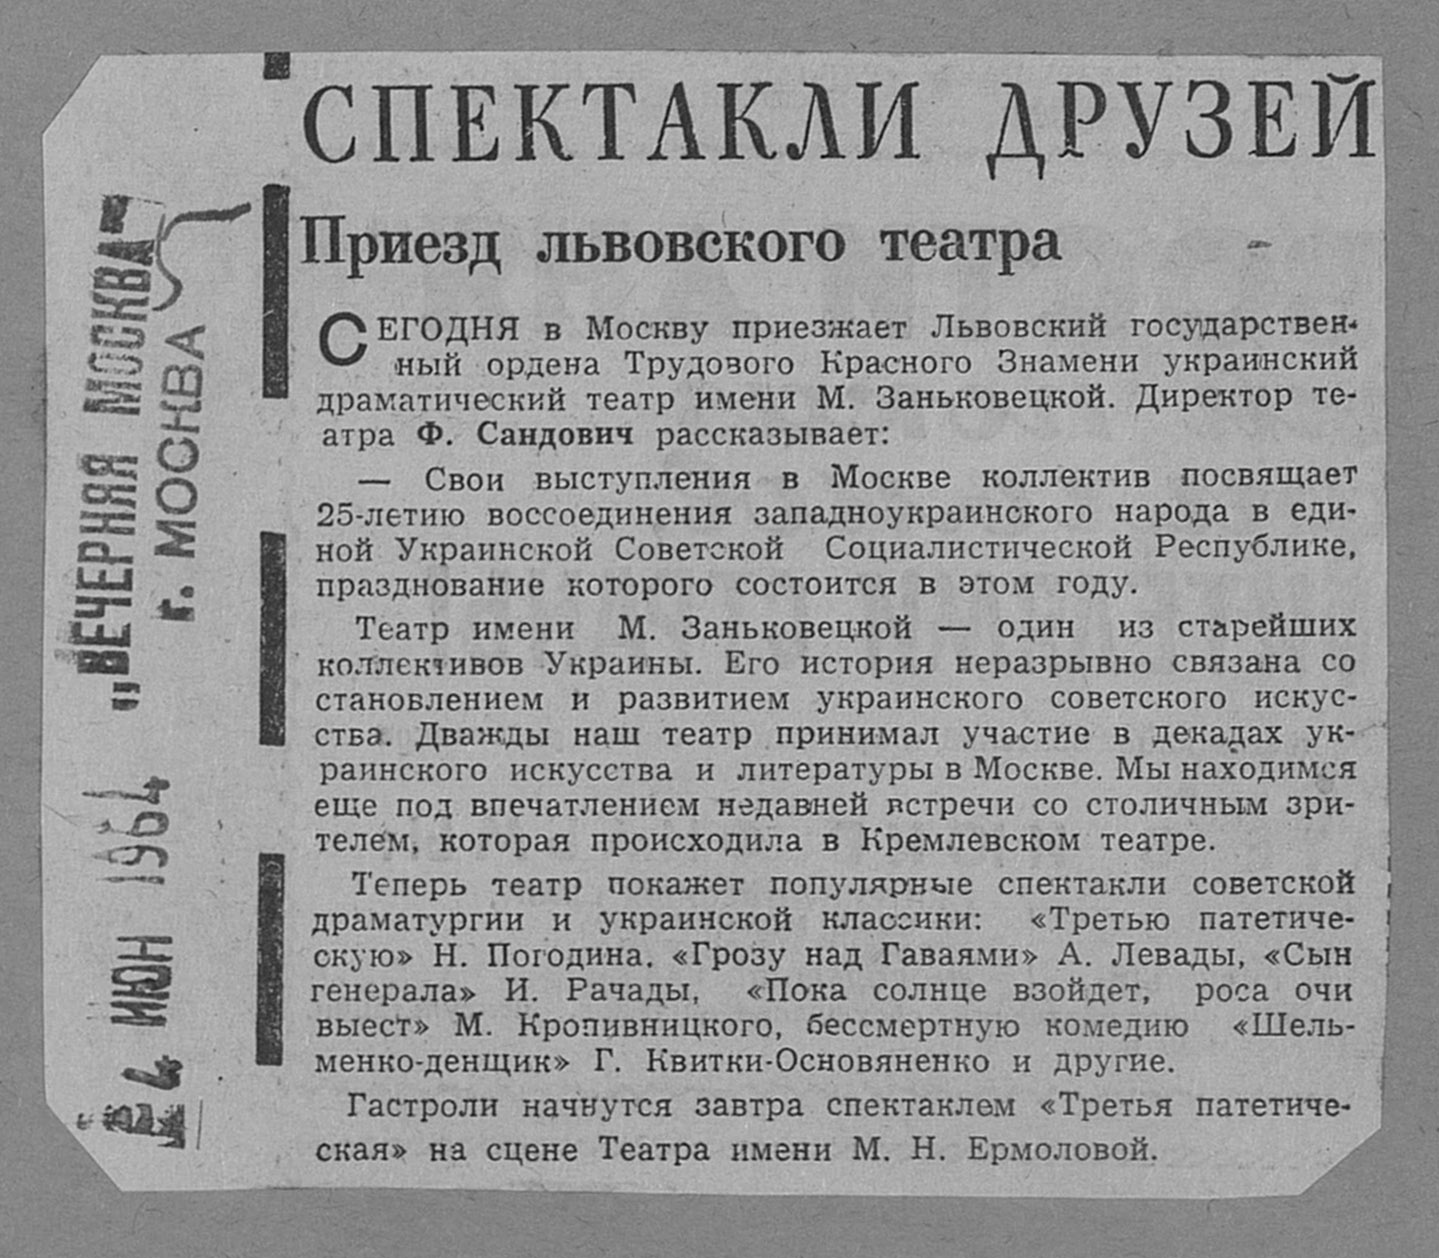 СПЕКТАКЛИ ДРУЗЕЙ
Приезд львовского театра
СЕГОДНЯ в Москву приезжает Львовский государствен-
ный ордена Трудового Красного Знамени украинский
драматический театр имени М. Заньковецкой. Директор те-
атра Ф. Сандович рассказывает:
— Свои выступления в Москве коллектив посвящает
25-летию воссоединения западноукраинского народа в еди-
ной Украинской Советской Социалистической Республике,
празднование которого состоится в этом году.
Театр имени М. Заньковецкой — один из старейших
коллективов Украины. Его история неразрывно связана со
становлением и развитием украинского советского искус-
ства. Дважды наш театр принимал участие в декадах ук-
раинского искусства и литературы в Москве. Мы находимся
еще под впечатлением недавней встречи со столичным зри-
телем, которая происходила в Кремлевском театре.
Теперь театр покажет популярные спектакли советской
драматургии и украинской классики: «Третью патетиче-
скую» Н. Погодина, «Грозу над Гаваями» А. Левады, «Сын
генерала» И. Рачады, «Пока солнце взойдет, роса очи
выест» М. Кропивницкого, бессмертную комедию «Шель-
менко-денщик» Г. Квитки-Основяненко и другие.
Гастроли начнутся завтра спектаклем «Третья патетиче-
ская» на сцене Театра имени М. Н. Ермоловой.
„ВЕЧЕРНЯЯ МОСКВА"
г. МОСКВА
24 ИЮН 1964